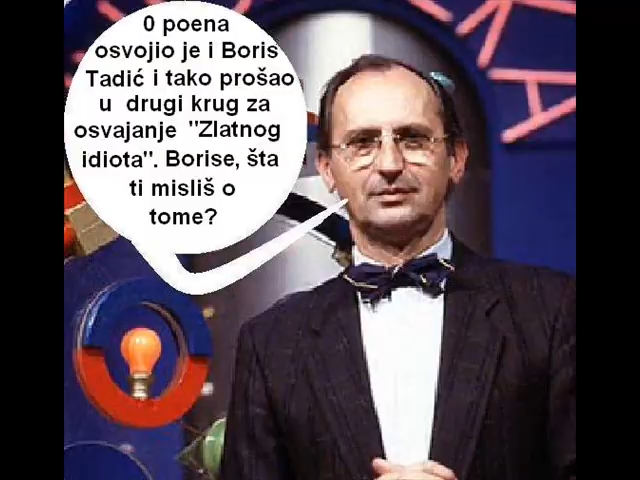 0 poena
osvojio je i Boris
Tadić i tako prošao
u drugi krug za
osvajanje "Zlatnog
idiota". Borise, šta
ti misliš o
tome?